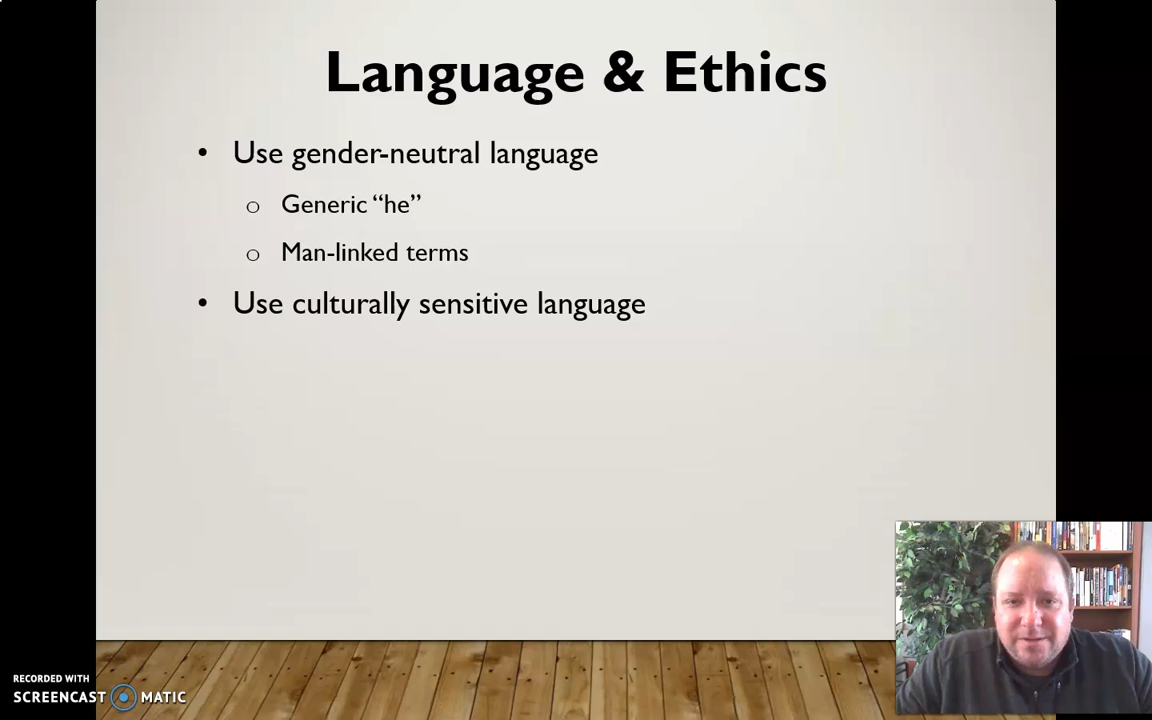 Language & Ethics
• Use gender-neutral language
o Generic “he”
o Man-linked terms
• Use culturally sensitive language
RECORDED WITH
SCREENCAST MATIC